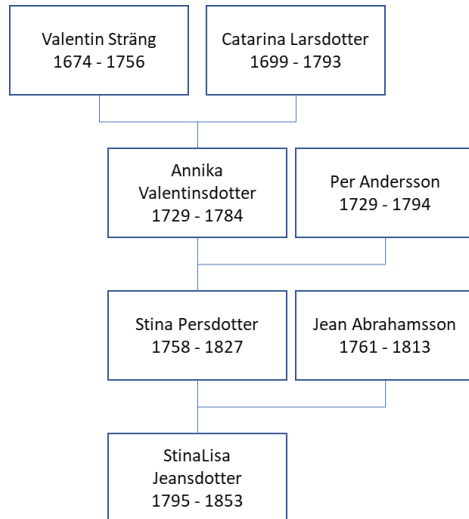 Valentin Sträng
1674 - 1756
Catarina Larsdotter
1699 - 1793
Annika
Valentinsdotter
1729 - 1784
Per Andersson
1729 - 1794
Stina Persdotter
1758 - 1827
Jean Abrahamsson
1761 - 1813
StinaLisa
Jeansdotter
1795 - 1853